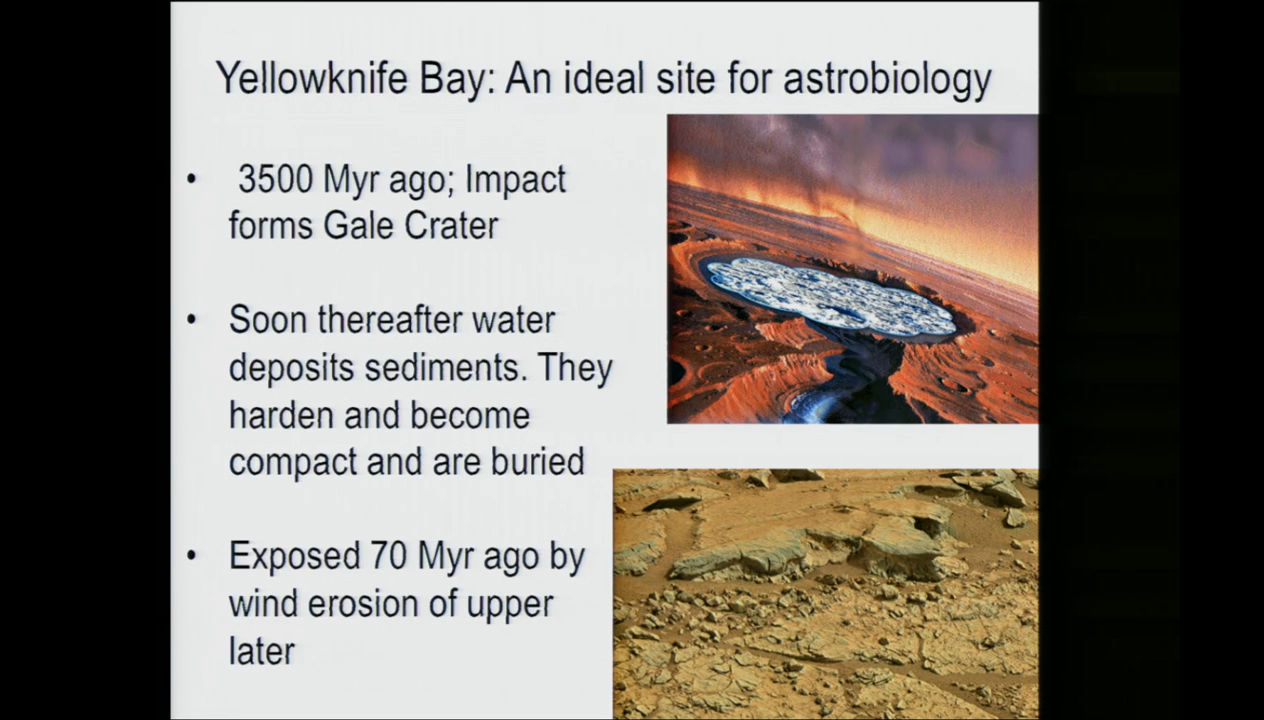 Yellowknife Bay: An ideal site for astrobiology
• 3500 Myr ago; Impact
forms Gale Crater
• Soon thereafter water
deposits sediments. They
harden and become
compact and are buried
• Exposed 70 Myr ago by
wind erosion of upper
later